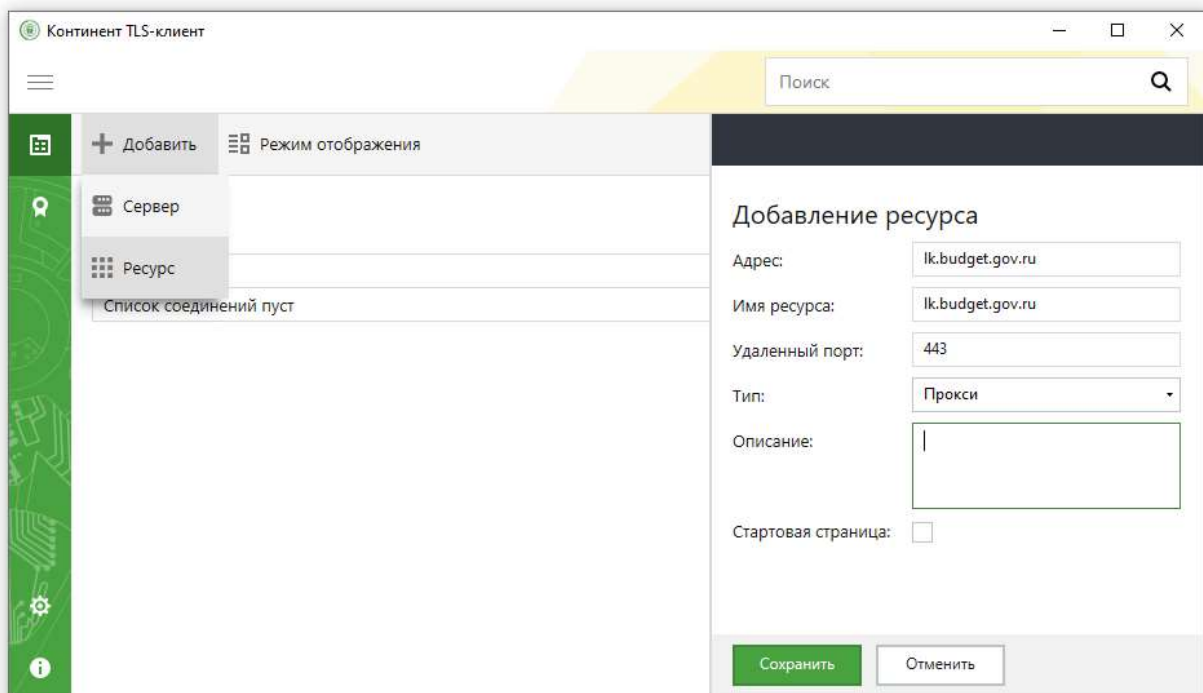 Континент TLS-клиент
Поиск
Добавить
Режим отображения
Сервер
Ресурс
Список соединений пуст
Добавление ресурса
Адрес: lk.budget.gov.ru
Имя ресурса: lk.budget.gov.ru
Удаленный порт: 443
Тип: Прокси
Описание:
Стартовая страница:
Сохранить Отменить